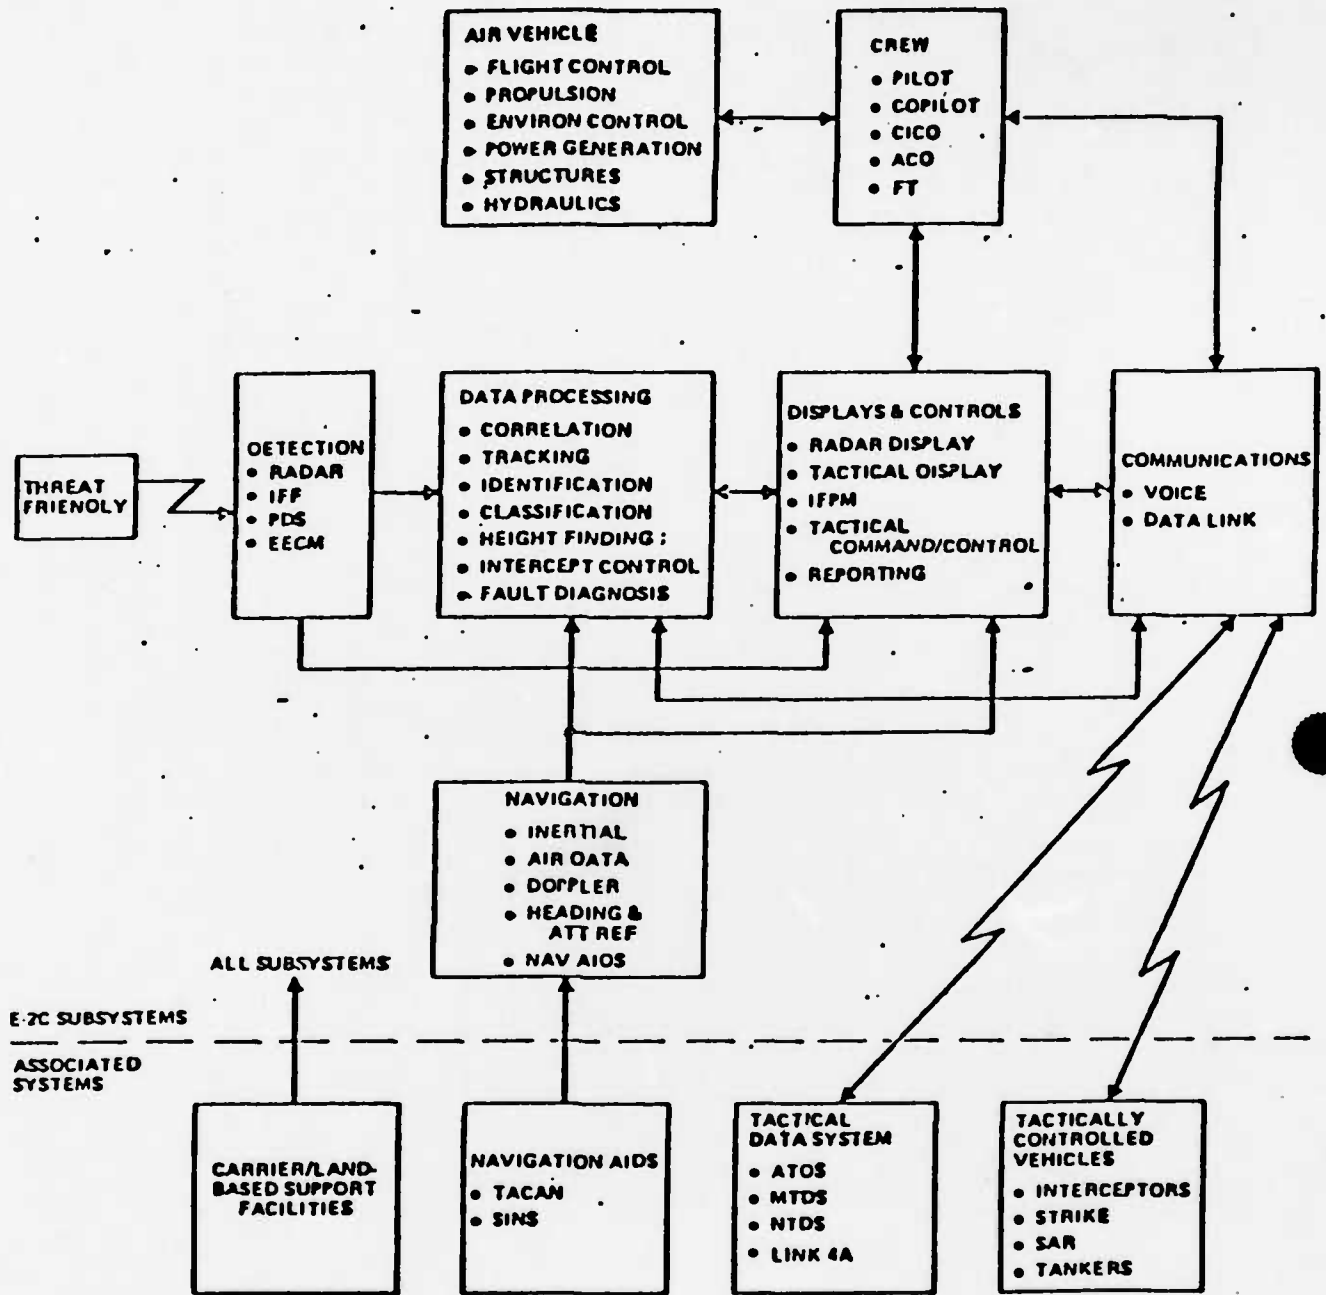 AIR VEHICLE
• FLIGHT CONTROL
• PROPULSION
• ENVIRON CONTROL
• POWER GENERATION
• STRUCTURES
• HYDRAULICS
CREW
• PILOT
• COPILOT
• CICO
• ACO
• FT
THREAT
FRIENOLY
OETECTION
• RADAR
• IFF
• PDS
• EECM
DATA PROCESSING
• CORRELATION
• TRACKING
• IDENTIFICATION
• CLASSIFICATION
• HEIGHT FINDING :
• INTERCEPT CONTROL
• FAULT DIAGNOSIS
DISPLAYS & CONTROLS
• RADAR DISPLAY
• TACTICAL DISPLAY
• IFPM
• TACTICAL
COMMAND/CONTROL
• REPORTING
COMMUNICATIONS
• VOICE
• DATA LINK
NAVIGATION
• INERTIAL
• AIR OATA
• DOPPLER
• HEADING &
ATT REF
• NAV AIOS
ALL SUBSYSTEMS
E-2C SUBSYSTEMS
ASSOCIATED
SYSTEMS
CARRIER/LAND-
BASED SUPPORT
FACILITIES
NAVIGATION AIDS
• TACAN
• SINS
TACTICAL
DATA SYSTEM
• ATOS
• MTDS
• NTDS
• LINK 4A
TACTICALLY
CONTROLLED
VEHICLES
• INTERCEPTORS
• STRIKE
• SAR
• TANKERS